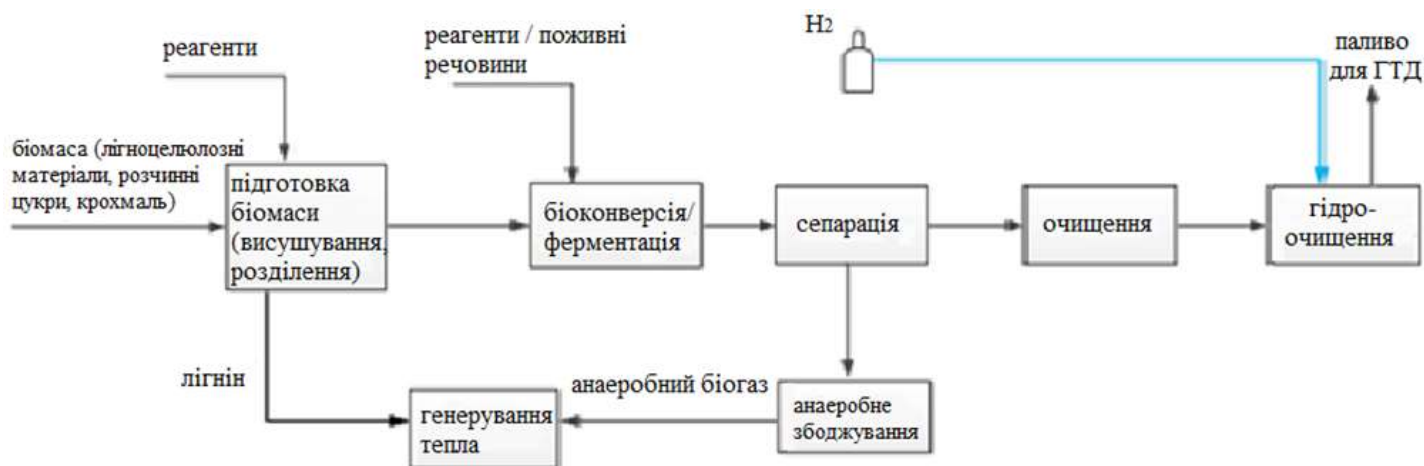 реагенти
реагенти / поживні
речовини
H2
паливо
для ГТД
біомаса (лігноцелюлозні
матеріали, розчинні
цукри, крохмаль)
підготовка
біомаси
(висушування,
розділення)
біоконверсія/
ферментація
сепарація
очищення
гідро-
очищення
лігнін
генерування
тепла
анаеробний біогаз
анаеробне
збоджування